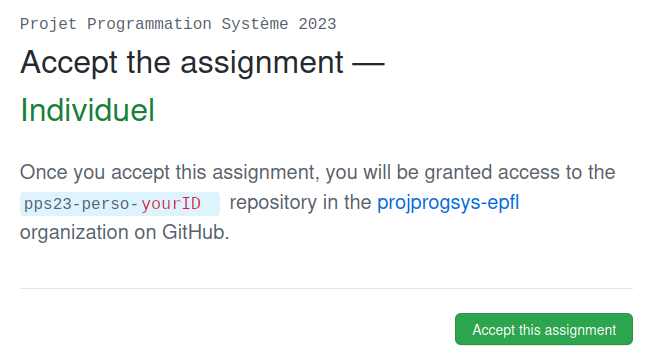 Projet Programmation Système 2023
Accept the assignment —
Individuel
Once you accept this assignment, you will be granted access to the
pps23-perso-yourID repository in the projprogsys-epfl
organization on GitHub.
Accept this assignment